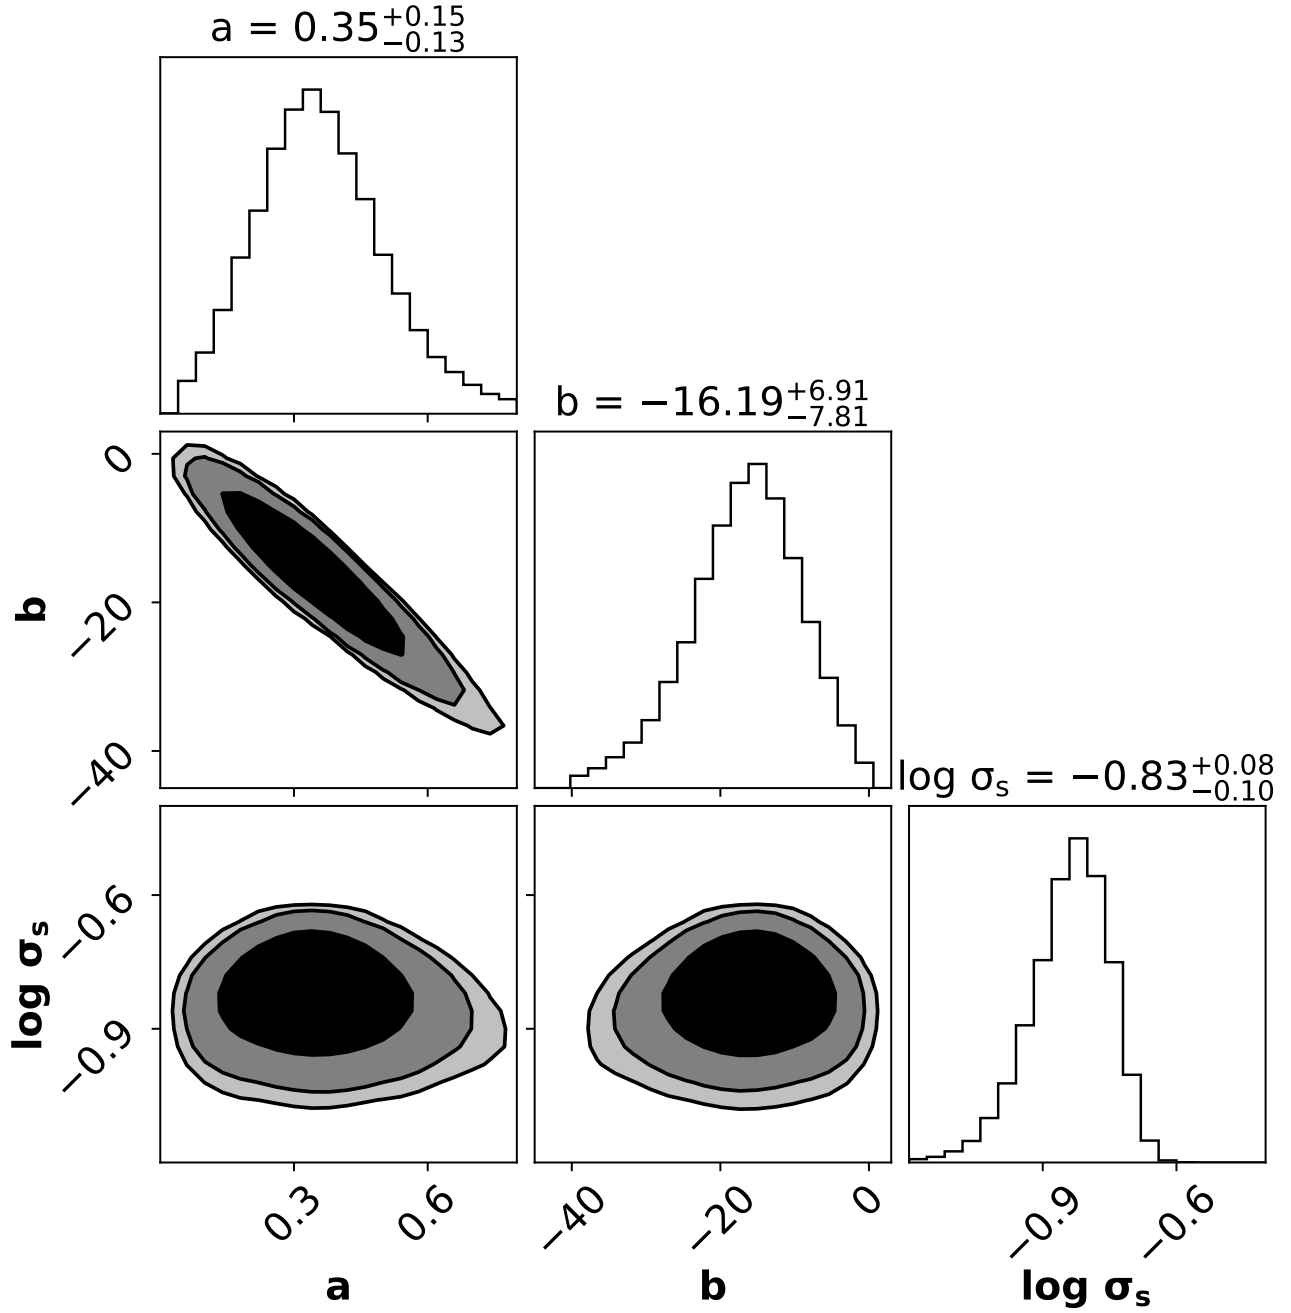 a = 0.35+0.15−0.13
b = −16.19+6.91−7.81
0
−20
−40
b
log σs = −0.83+0.08−0.10
−0.6
−0.9
log σs
0.3 0.6
−40 −20 0
−0.9 −0.6
a b log σs